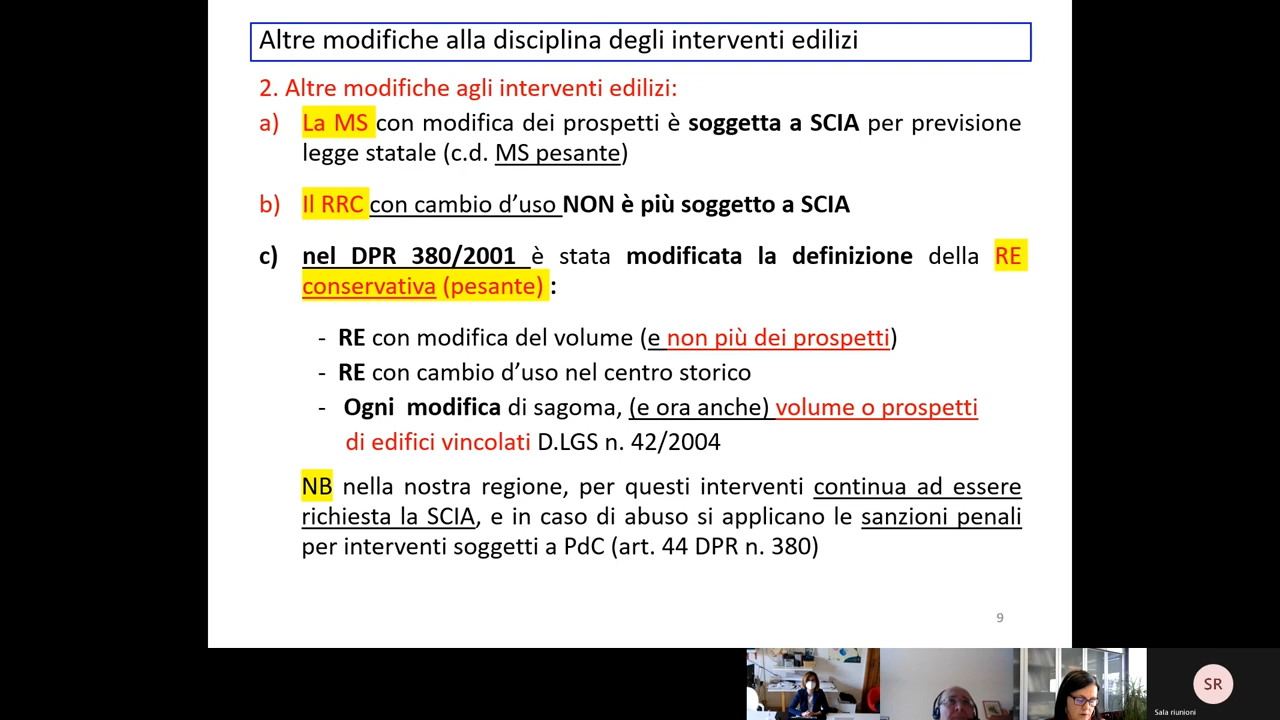 Altre modifiche alla disciplina degli interventi edilizi
2. Altre modifiche agli interventi edilizi:
a) La MS con modifica dei prospetti è soggetta a SCIA per previsione
legge statale (c.d. MS pesante)
b) Il RRC con cambio d'uso NON è più soggetto a SCIA
c) nel DPR 380/2001 è stata modificata la definizione della RE
conservativa (pesante) :
- RE con modifica del volume (e non più dei prospetti)
- RE con cambio d'uso nel centro storico
- Ogni modifica di sagoma, (e ora anche) volume o prospetti
di edifici vincolati D.LGS n. 42/2004
NB nella nostra regione, per questi interventi continua ad essere
richiesta la SCIA, e in caso di abuso si applicano le sanzioni penali
per interventi soggetti a PdC (art. 44 DPR n. 380)
9
SR
Sala riunioni